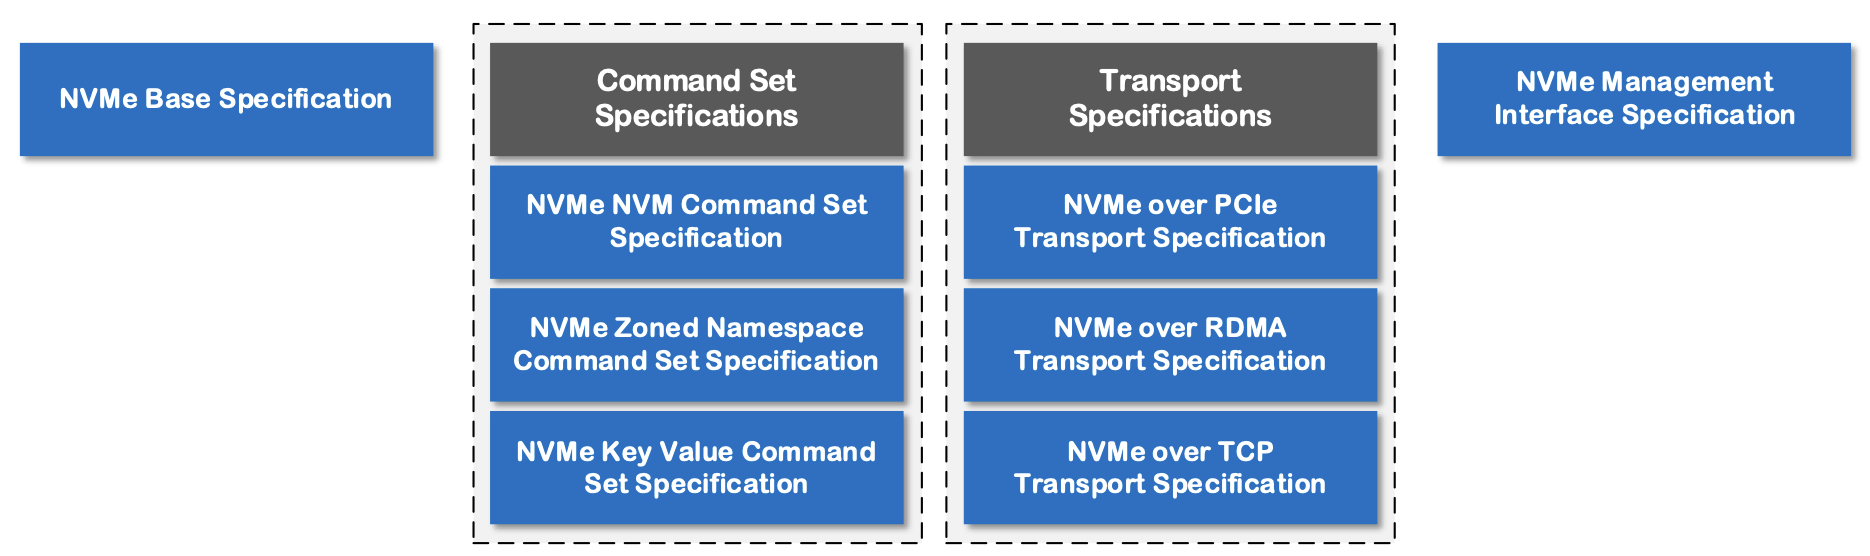 NVMe Base Specification
Command Set
Specifications
NVMe NVM Command Set
Specification
NVMe Zoned Namespace
Command Set Specification
NVMe Key Value Command
Set Specification
Transport
Specifications
NVMe over PCIe
Transport Specification
NVMe over RDMA
Transport Specification
NVMe over TCP
Transport Specification
NVMe Management
Interface Specification